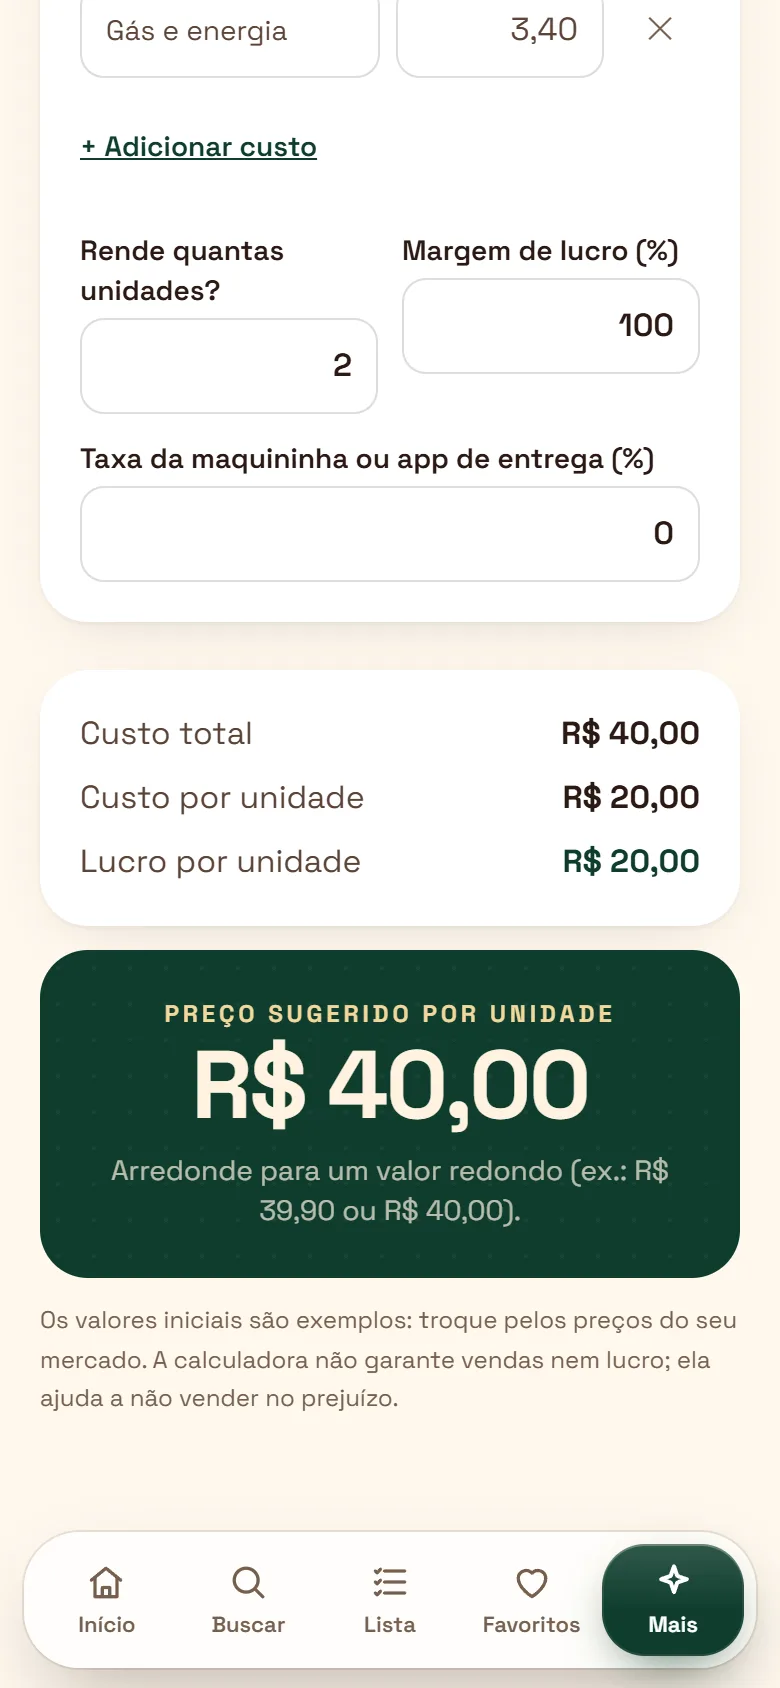 Gás e energia 3,40
+ Adicionar custo
Rende quantas unidades?
2
Margem de lucro (%)
100
Taxa da maquininha ou app de entrega (%)
0
Custo total R$ 40,00
Custo por unidade R$ 20,00
Lucro por unidade R$ 20,00
PREÇO SUGERIDO POR UNIDADE
R$ 40,00
Arredonde para um valor redondo (ex.: R$
39,90 ou R$ 40,00).
Os valores iniciais são exemplos: troque pelos preços do seu
mercado. A calculadora não garante vendas nem lucro; ela
ajuda a não vender no prejuízo.
Início Buscar Lista Favoritos Mais